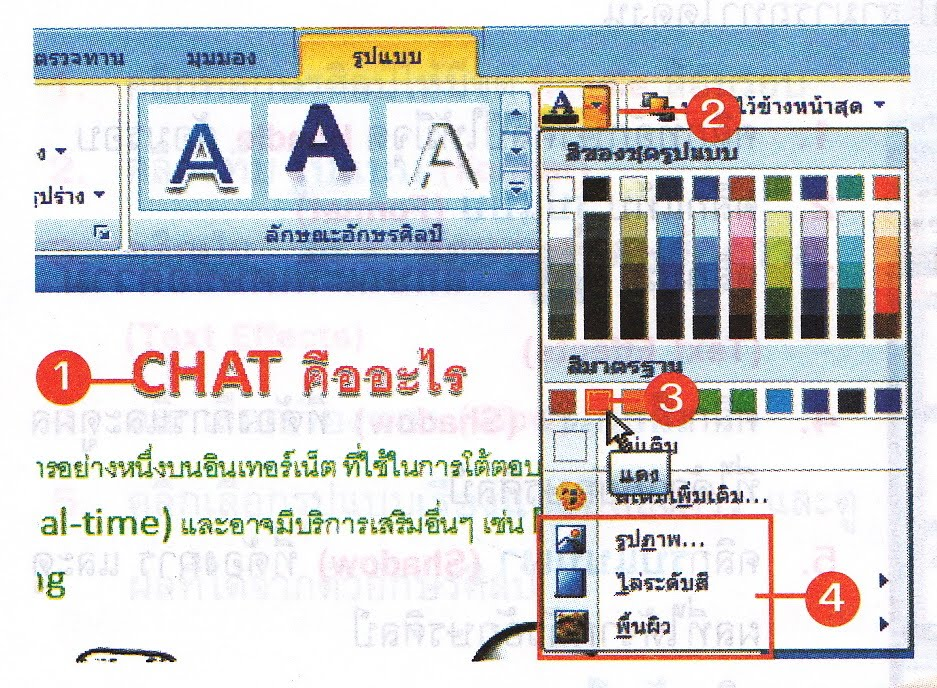 ตรวจทาน มุมมอง รูปแบบ
2 ไว้ข้างหน้าสุด
สีของชุดรูปแบบ
รูปร่าง
ลักษณะอักษรศิลป์
สีมาตรฐาน
1 CHAT คืออะไร
3
ไม่เติม
แดง
ารอย่างหนึ่งบนอินเทอร์เน็ต ที่ใช้ในการโต้ตอบ
สีเติมเพิ่มเติม...
al-time) และอาจมีบริการเสริมอื่นๆ เช่น
รูปภาพ...
ng
ไล่ระดับสี
4
พื้นผิว